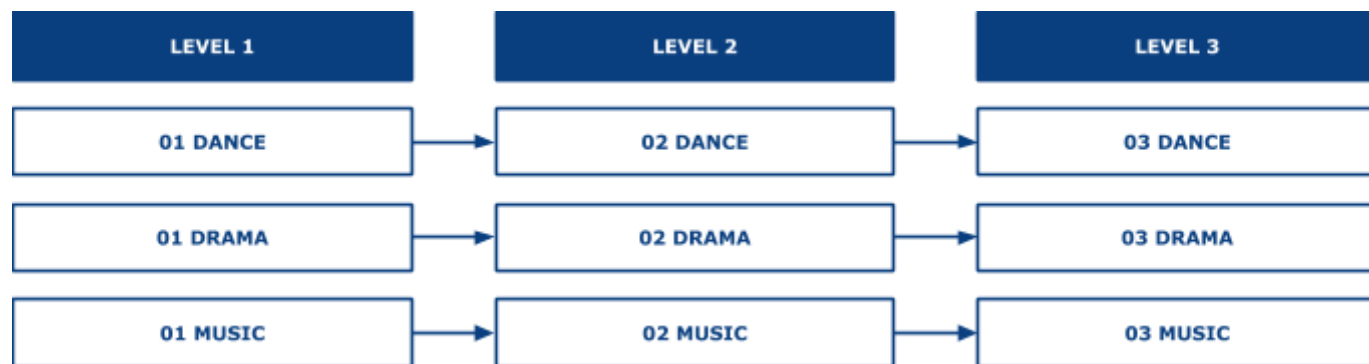 LEVEL 1 LEVEL 2 LEVEL 3
01 DANCE 02 DANCE 03 DANCE
01 DRAMA 02 DRAMA 03 DRAMA
01 MUSIC 02 MUSIC 03 MUSIC